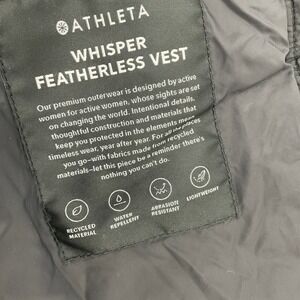 ATHLETA
WHISPER
FEATHERLESS VEST
Our premium outerwear is designed by active
women for active women, whose sights are set
on changing the world. Intentional details,
thoughtful construction and materials that
keep you protected in the elements mean
timeless wear, year after year. For all the places
you go–with fabrics made from recycled
materials–let this piece be a reminder there's
nothing you can't do.
RECYCLED
MATERIAL
WATER
REPELLENT
ABRASION
RESISTANT
LIGHTWEIGHT